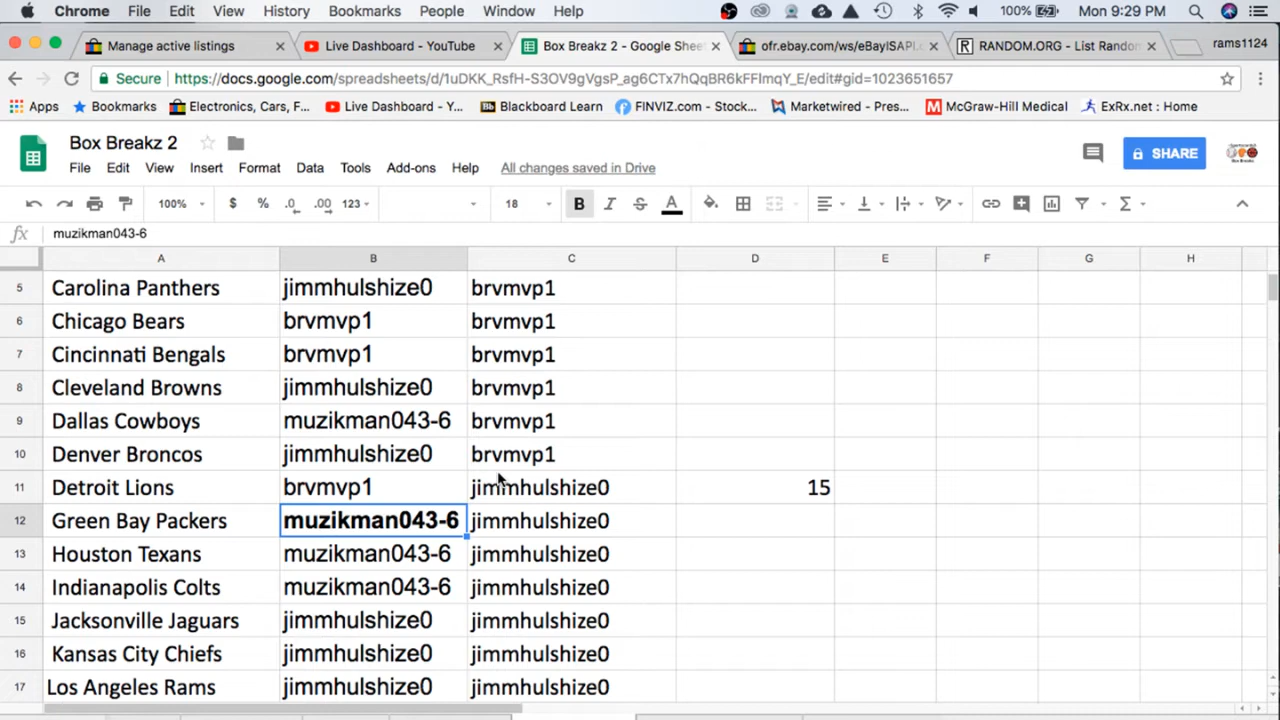 Chrome File Edit View History Bookmarks People Window Help 100% Mon 9:29 PM
Manage active listings Live Dashboard - YouTube Box Breakz 2 - Google Sheet ofr.ebay.com/ws/eBayISAPI.c RANDOM.ORG - List Random rams1124
Secure https://docs.google.com/spreadsheets/d/1uDKK_RsfH-S3OV9gVgsP_ag6CTx7hQqBR6kFFImqY_E/edit#gid=1023651657
Apps Bookmarks Electronics, Cars, F... Live Dashboard - Y... Bb Blackboard Learn FINVIZ.com - Stock... Marketwired - Pres... M McGraw-Hill Medical ExRx.net : Home
Box Breakz 2
File Edit View Insert Format Data Tools Add-ons Help All changes saved in Drive
SHARE
100% $ % .0 .00 123 18 B I S A
fx muzikman043-6
A B C D E F G H
5 Carolina Panthers jimmhulshize0 brvmvp1
6 Chicago Bears brvmvp1 brvmvp1
7 Cincinnati Bengals brvmvp1 brvmvp1
8 Cleveland Browns jimmhulshize0 brvmvp1
9 Dallas Cowboys muzikman043-6 brvmvp1
10 Denver Broncos jimmhulshize0 brvmvp1
11 Detroit Lions brvmvp1 jimmhulshize0 15
12 Green Bay Packers muzikman043-6 jimmhulshize0
13 Houston Texans muzikman043-6 jimmhulshize0
14 Indianapolis Colts muzikman043-6 jimmhulshize0
15 Jacksonville Jaguars jimmhulshize0 jimmhulshize0
16 Kansas City Chiefs jimmhulshize0 jimmhulshize0
17 Los Angeles Rams jimmhulshize0 jimmhulshize0